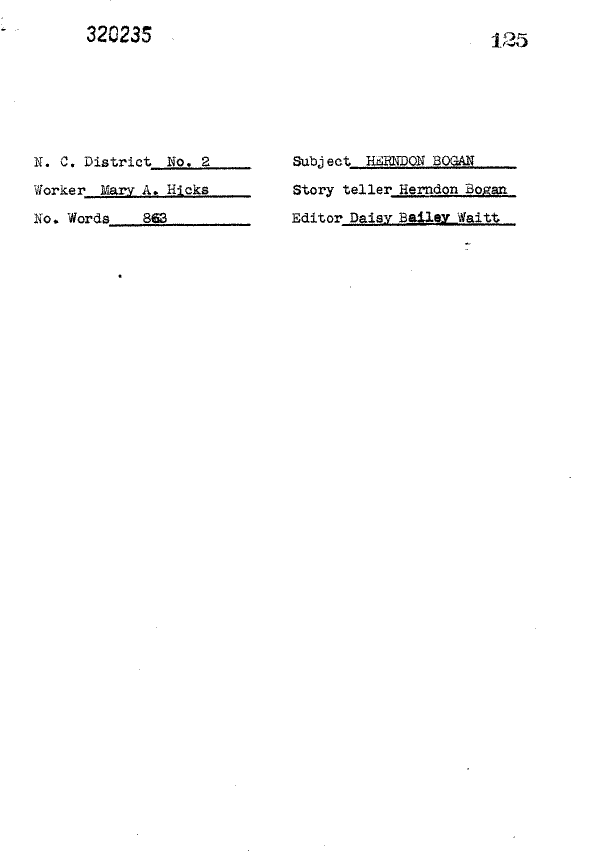 320235
125
N. C. District No. 2 Subject HERNDON BOGAN
Worker Mary A. Hicks Story teller Herndon Bogan
No. Words 863 Editor Daisy Bailey Waitt